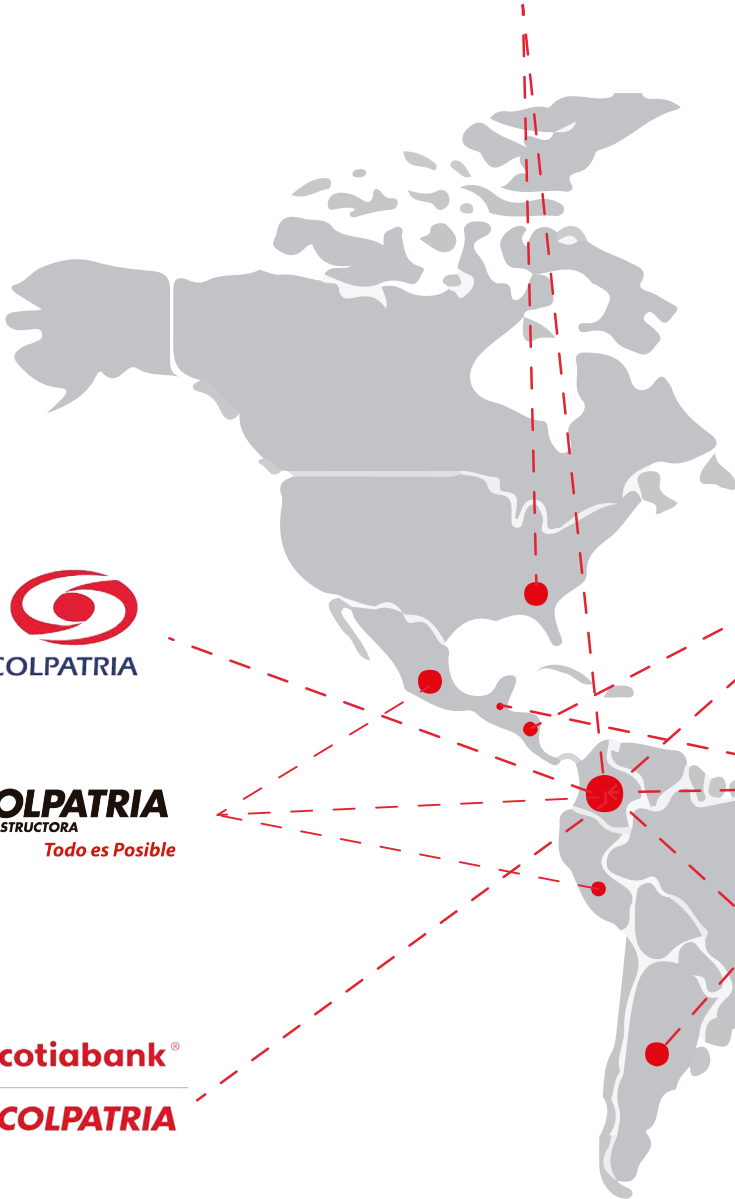 COLPATRIA
OLPATRIA
STRUCTORA
Todo es Posible
cotiabank®
COLPATRIA